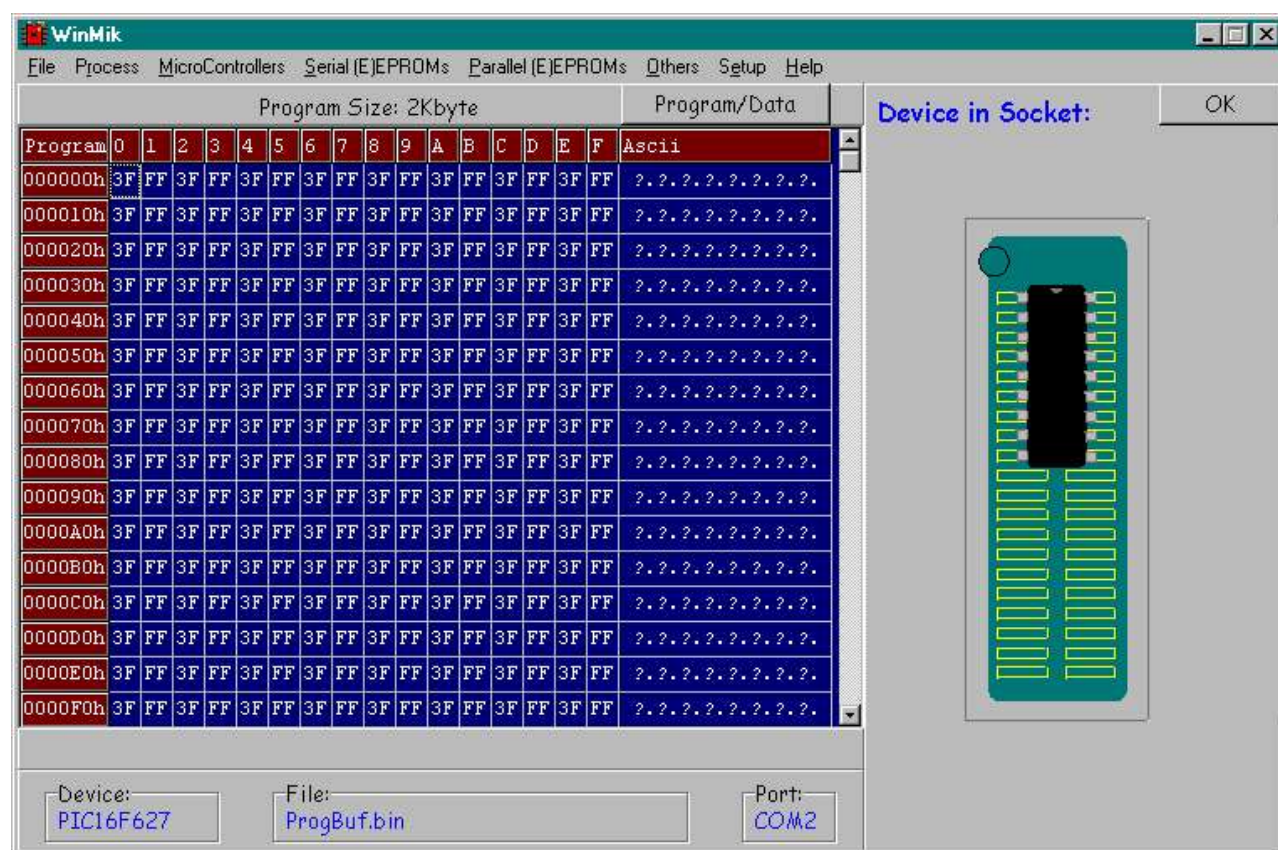 WinMik
File Process MicroControllers Serial (E)EPROMs Parallel (E)EPROMs Others Setup Help
Program Size: 2Kbyte Program/Data Device in Socket: OK
Program 0 1 2 3 4 5 6 7 8 9 A B C D E F Ascii
000000h 3F FF 3F FF 3F FF 3F FF 3F FF 3F FF 3F FF 3F FF ?.?.?.?.?.?.?.?.
000010h 3F FF 3F FF 3F FF 3F FF 3F FF 3F FF 3F FF 3F FF ?.?.?.?.?.?.?.?.
000020h 3F FF 3F FF 3F FF 3F FF 3F FF 3F FF 3F FF 3F FF ?.?.?.?.?.?.?.?.
000030h 3F FF 3F FF 3F FF 3F FF 3F FF 3F FF 3F FF 3F FF ?.?.?.?.?.?.?.?.
000040h 3F FF 3F FF 3F FF 3F FF 3F FF 3F FF 3F FF 3F FF ?.?.?.?.?.?.?.?.
000050h 3F FF 3F FF 3F FF 3F FF 3F FF 3F FF 3F FF 3F FF ?.?.?.?.?.?.?.?.
000060h 3F FF 3F FF 3F FF 3F FF 3F FF 3F FF 3F FF 3F FF ?.?.?.?.?.?.?.?.
000070h 3F FF 3F FF 3F FF 3F FF 3F FF 3F FF 3F FF 3F FF ?.?.?.?.?.?.?.?.
000080h 3F FF 3F FF 3F FF 3F FF 3F FF 3F FF 3F FF 3F FF ?.?.?.?.?.?.?.?.
000090h 3F FF 3F FF 3F FF 3F FF 3F FF 3F FF 3F FF 3F FF ?.?.?.?.?.?.?.?.
0000A0h 3F FF 3F FF 3F FF 3F FF 3F FF 3F FF 3F FF 3F FF ?.?.?.?.?.?.?.?.
0000B0h 3F FF 3F FF 3F FF 3F FF 3F FF 3F FF 3F FF 3F FF ?.?.?.?.?.?.?.?.
0000C0h 3F FF 3F FF 3F FF 3F FF 3F FF 3F FF 3F FF 3F FF ?.?.?.?.?.?.?.?.
0000D0h 3F FF 3F FF 3F FF 3F FF 3F FF 3F FF 3F FF 3F FF ?.?.?.?.?.?.?.?.
0000E0h 3F FF 3F FF 3F FF 3F FF 3F FF 3F FF 3F FF 3F FF ?.?.?.?.?.?.?.?.
0000F0h 3F FF 3F FF 3F FF 3F FF 3F FF 3F FF 3F FF 3F FF ?.?.?.?.?.?.?.?.
Device: File: Port:
PIC16F627 ProgBuf.bin COM2